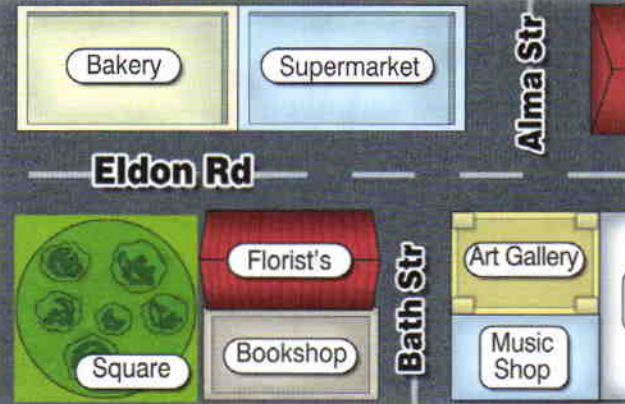 Bakery
Supermarket
Alma Str
Eldon Rd
Florist's
Bath Str
Art Gallery
Square
Bookshop
Music
Shop